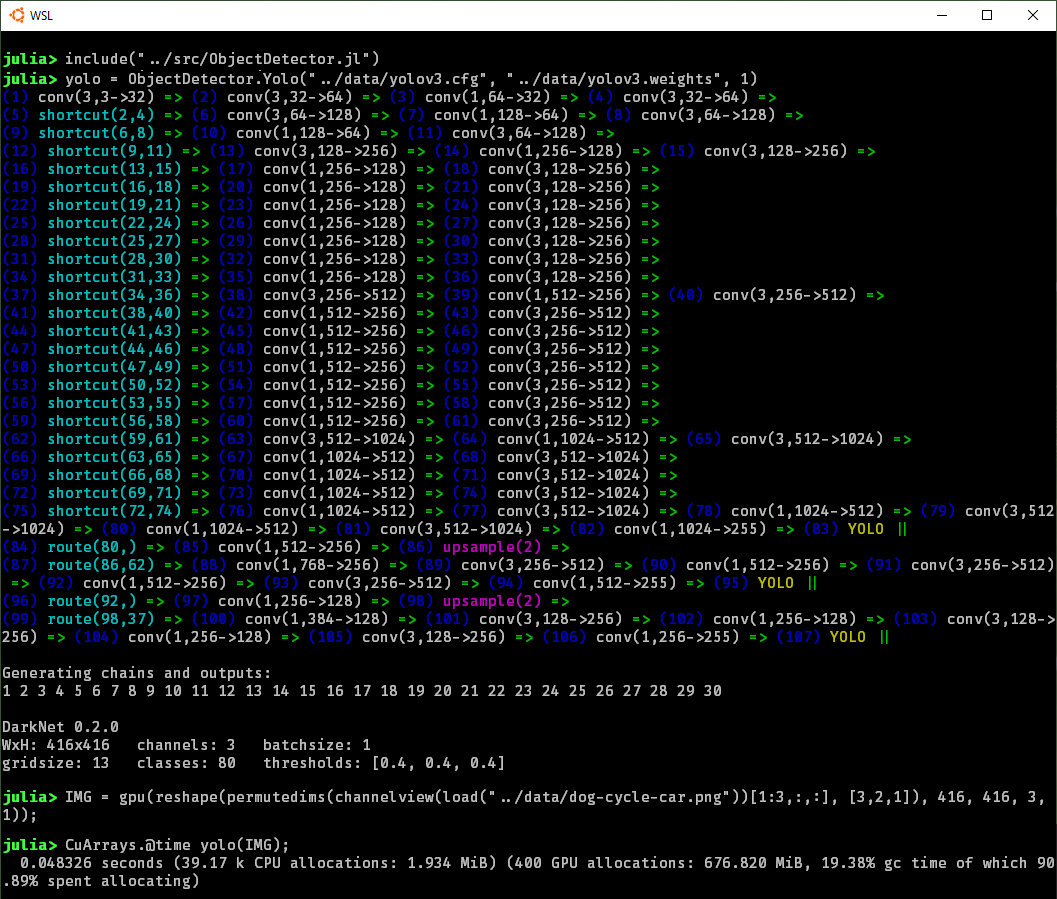 WSL
julia> include("../src/ObjectDetector.jl")
julia> yolo = ObjectDetector.Yolo("../data/yolov3.cfg", "../data/yolov3.weights", 1)
(1) conv(3,3->32) => (2) conv(3,32->64) => (3) conv(1,64->32) => (4) conv(3,32->64) =>
(5) shortcut(2,4) => (6) conv(3,64->128) => (7) conv(1,128->64) => (8) conv(3,64->128) =>
(9) shortcut(6,8) => (10) conv(1,128->64) => (11) conv(3,64->128) =>
(12) shortcut(9,11) => (13) conv(3,128->256) => (14) conv(1,256->128) => (15) conv(3,128->256) =>
(16) shortcut(13,15) => (17) conv(1,256->128) => (18) conv(3,128->256) =>
(19) shortcut(16,18) => (20) conv(1,256->128) => (21) conv(3,128->256) =>
(22) shortcut(19,21) => (23) conv(1,256->128) => (24) conv(3,128->256) =>
(25) shortcut(22,24) => (26) conv(1,256->128) => (27) conv(3,128->256) =>
(28) shortcut(25,27) => (29) conv(1,256->128) => (30) conv(3,128->256) =>
(31) shortcut(28,30) => (32) conv(1,256->128) => (33) conv(3,128->256) =>
(34) shortcut(31,33) => (35) conv(1,256->128) => (36) conv(3,128->256) =>
(37) shortcut(34,36) => (38) conv(3,256->512) => (39) conv(1,512->256) => (40) conv(3,256->512) =>
(41) shortcut(38,40) => (42) conv(1,512->256) => (43) conv(3,256->512) =>
(44) shortcut(41,43) => (45) conv(1,512->256) => (46) conv(3,256->512) =>
(47) shortcut(44,46) => (48) conv(1,512->256) => (49) conv(3,256->512) =>
(50) shortcut(47,49) => (51) conv(1,512->256) => (52) conv(3,256->512) =>
(53) shortcut(50,52) => (54) conv(1,512->256) => (55) conv(3,256->512) =>
(56) shortcut(53,55) => (57) conv(1,512->256) => (58) conv(3,256->512) =>
(59) shortcut(56,58) => (60) conv(1,512->256) => (61) conv(3,256->512) =>
(62) shortcut(59,61) => (63) conv(3,512->1024) => (64) conv(1,1024->512) => (65) conv(3,512->1024) =>
(66) shortcut(63,65) => (67) conv(1,1024->512) => (68) conv(3,512->1024) =>
(69) shortcut(66,68) => (70) conv(1,1024->512) => (71) conv(3,512->1024) =>
(72) shortcut(69,71) => (73) conv(1,1024->512) => (74) conv(3,512->1024) =>
(75) shortcut(72,74) => (76) conv(1,1024->512) => (77) conv(3,512->1024) => (78) conv(1,1024->512) => (79) conv(3,512
->1024) => (80) conv(1,1024->512) => (81) conv(3,512->1024) => (82) conv(1,1024->255) => (83) YOLO ||
(84) route(80,) => (85) conv(1,512->256) => (86) upsample(2) =>
(87) route(86,62) => (88) conv(1,768->256) => (89) conv(3,256->512) => (90) conv(1,512->256) => (91) conv(3,256->512)
=> (92) conv(1,512->256) => (93) conv(3,256->512) => (94) conv(1,512->255) => (95) YOLO ||
(96) route(92,) => (97) conv(1,256->128) => (98) upsample(2) =>
(99) route(98,37) => (100) conv(1,384->128) => (101) conv(3,128->256) => (102) conv(1,256->128) => (103) conv(3,128->
256) => (104) conv(1,256->128) => (105) conv(3,128->256) => (106) conv(1,256->255) => (107) YOLO ||
Generating chains and outputs:
1 2 3 4 5 6 7 8 9 10 11 12 13 14 15 16 17 18 19 20 21 22 23 24 25 26 27 28 29 30
DarkNet 0.2.0
WxH: 416x416 channels: 3 batchsize: 1
gridsize: 13 classes: 80 thresholds: [0.4, 0.4, 0.4]
julia> IMG = gpu(reshape(permutedims(channelview(load("../data/dog-cycle-car.png"))[1:3,:,:], [3,2,1]), 416, 416, 3,
1));
julia> CuArrays.@time yolo(IMG);
0.048326 seconds (39.17 k CPU allocations: 1.934 MiB) (400 GPU allocations: 676.820 MiB, 19.38% gc time of which 90
.89% spent allocating)